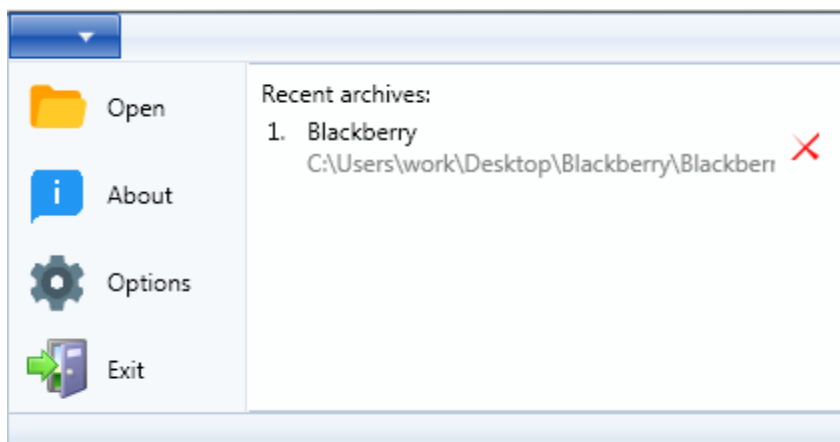 Open
About
Options
Exit
Recent archives:
1. Blackberry
C:\Users\work\Desktop\Blackberry\Blackberr